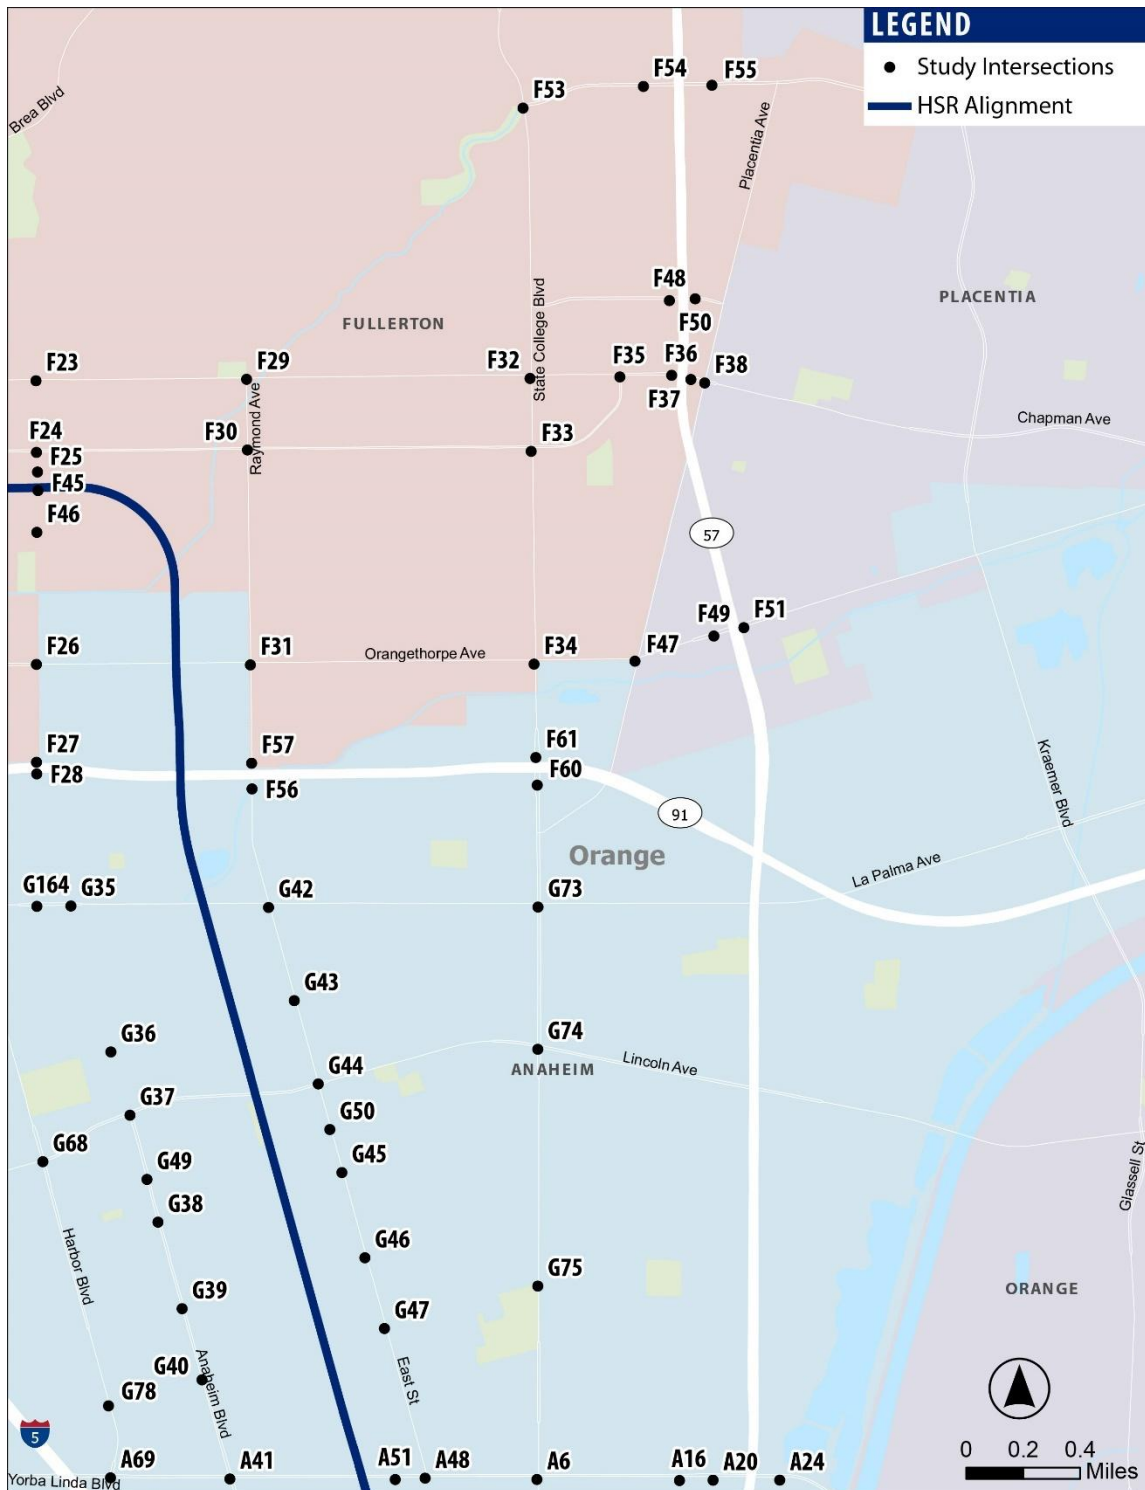 LEGEND
Study Intersections
HSR Alignment
F54
F55
F53
Brea Blvd
Placentia Ave
F48
F50
State College Blvd
PLACENTIA
FULLERTON
F23
F29
F32
F35
F36
F38
F37
Raymond Ave
Chapman Ave
F24
F30
F33
F25
F45
F46
57
F49
F51
F26
F31
Orangethorpe Ave
F34
F47
F27
F57
F61
F28
F56
F60
Kraemer Blvd
91
Orange
La Palma Ave
G164
G35
G42
G73
G43
G36
G74
G44
ANAHEIM
Lincoln Ave
G37
G50
G68
G45
G49
G38
Glassell St
Harbor Blvd
G46
G75
G39
ORANGE
G47
G40
Anaheim Blvd
East St
G78
5
0 0.2 0.4
Miles
A69
A41
A51
A48
A6
A16
A20
A24
Yorba Linda Blvd